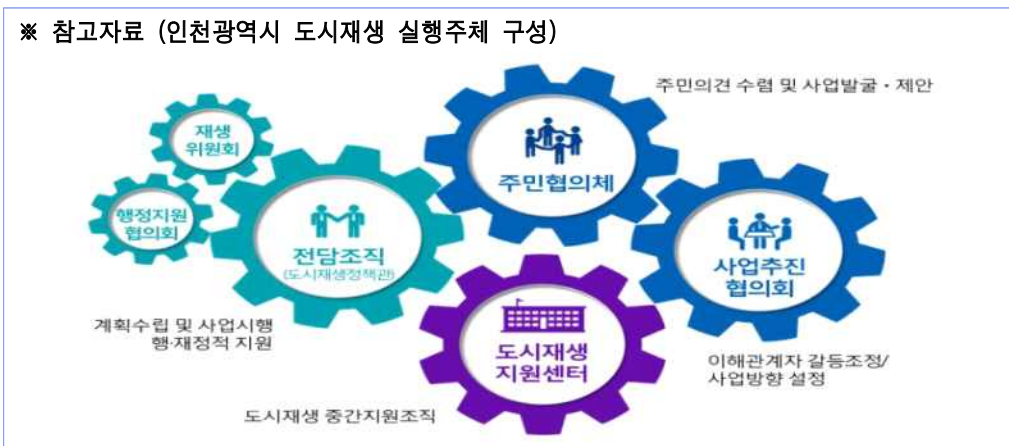 ※ 참고자료 (인천광역시 도시재생 실행주체 구성)
주민의견 수렴 및 사업발굴·제안
재생
위원회
행정지원
협의회
전담조직
(도시재생정책관)
계획수립 및 사업시행
행·재정적 지원
주민협의체
사업추진
협의회
이해관계자 갈등조정/
사업방향 설정
도시재생
지원센터
도시재생 중간지원조직